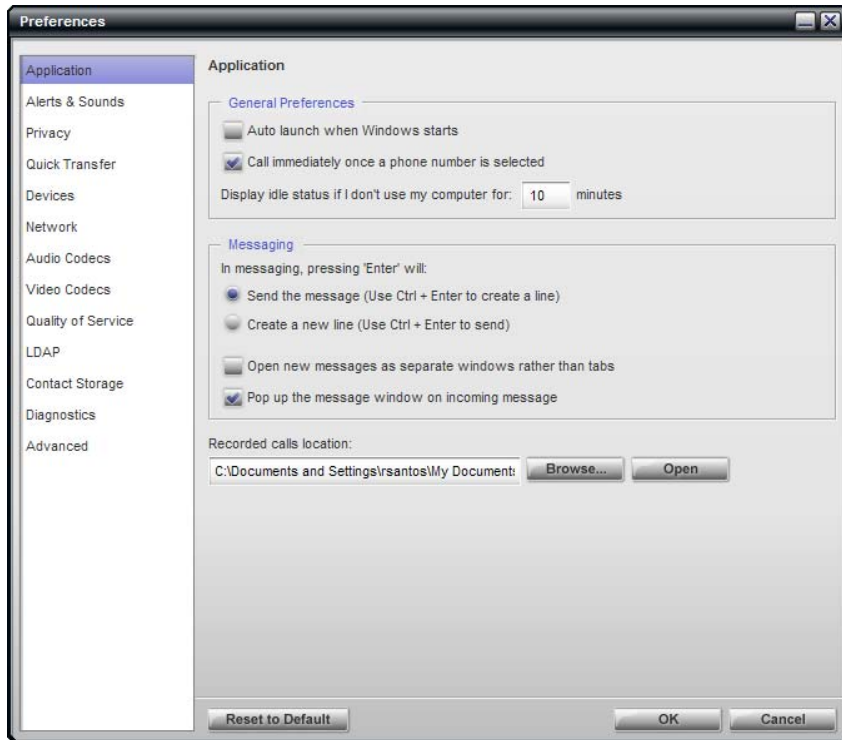 Preferences
Application
Alerts & Sounds
Privacy
Quick Transfer
Devices
Network
Audio Codecs
Video Codecs
Quality of Service
LDAP
Contact Storage
Diagnostics
Advanced
Application
General Preferences
Auto launch when Windows starts
Call immediately once a phone number is selected
Display idle status if I don't use my computer for: 10 minutes
Messaging
In messaging, pressing 'Enter' will:
Send the message (Use Ctrl + Enter to create a line)
Create a new line (Use Ctrl + Enter to send)
Open new messages as separate windows rather than tabs
Pop up the message window on incoming message
Recorded calls location:
C:\Documents and Settings\rsantos\My Documents Browse... Open
Reset to Default OK Cancel